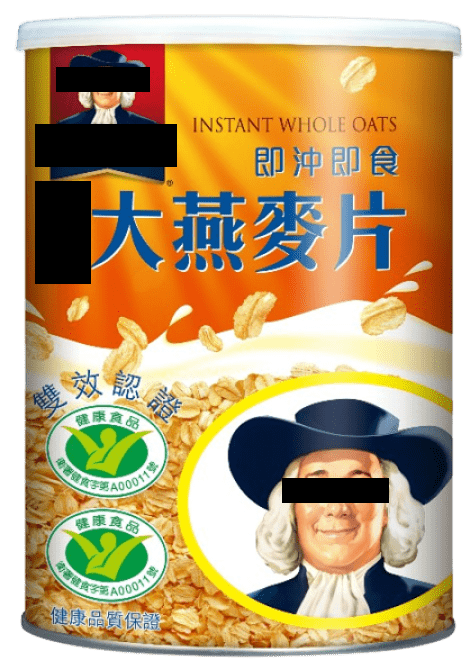 INSTANT WHOLE OATS
即沖即食
大燕麥片
®
雙效認證
健康食品
衛署健食字第A00011號
健康食品
衛署健食字第A00011號
健康品質保證